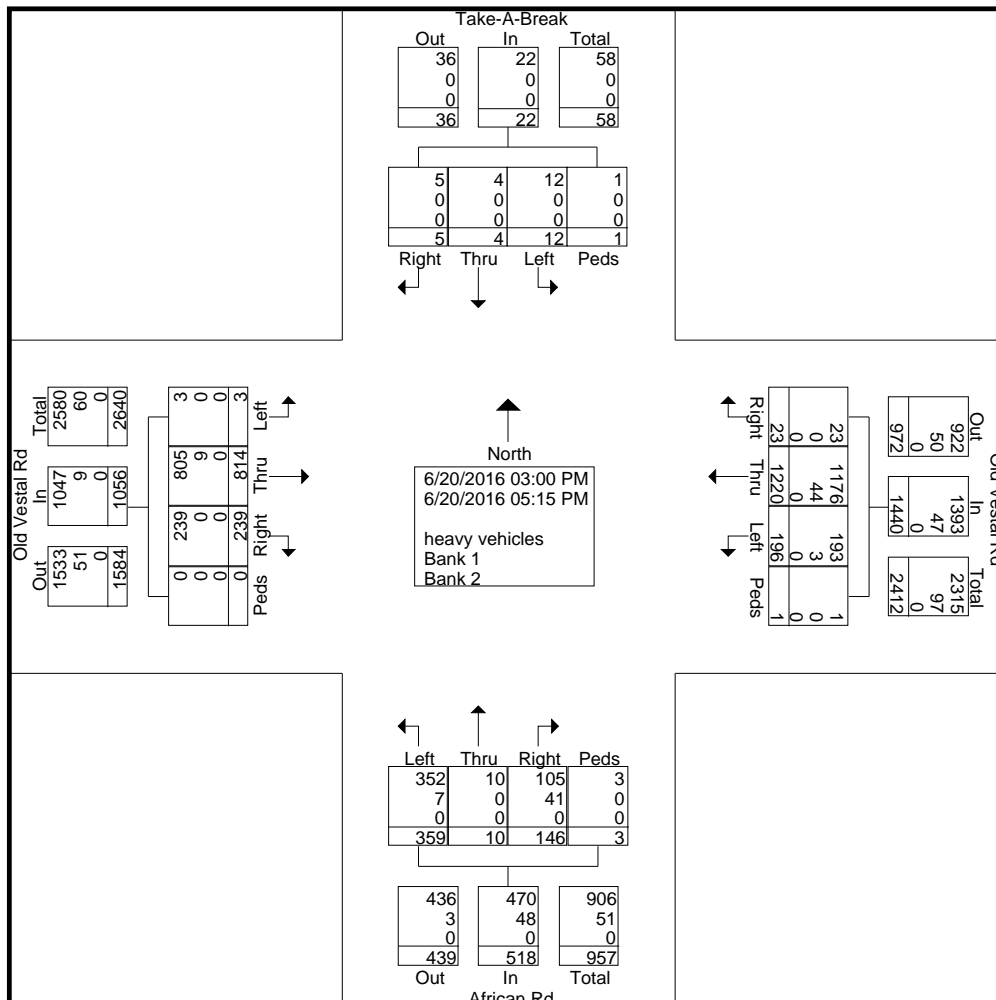 Take-A-Break
Out In Total
36 22 58
0 0 0
0 0 0
36 22 58
5 4 12 1
0 0 0 0
0 0 0 0
5 4 12 1
Right Thru Left Peds
Old Vestal Rd
Total In Out
2580 1047 1533
60 9 51
0 0 0
2640 1056 1584
Left Thru Right Peds
3 805 239 0
0 9 0 0
0 0 0 0
3 814 239 0
North
6/20/2016 03:00 PM
6/20/2016 05:15 PM
heavy vehicles
Bank 1
Bank 2
Right Thru Left Peds
23 1176 193 1
0 44 3 0
0 0 0 0
23 1220 196 1
Old Vestal Rd
Out In Total
922 1393 2315
50 47 97
0 0 0
972 1440 2412
Left Thru Right Peds
352 10 105 3
7 0 41 0
0 0 0 0
359 10 146 3
436 470 906
3 48 51
0 0 0
439 518 957
Out In Total
African Rd